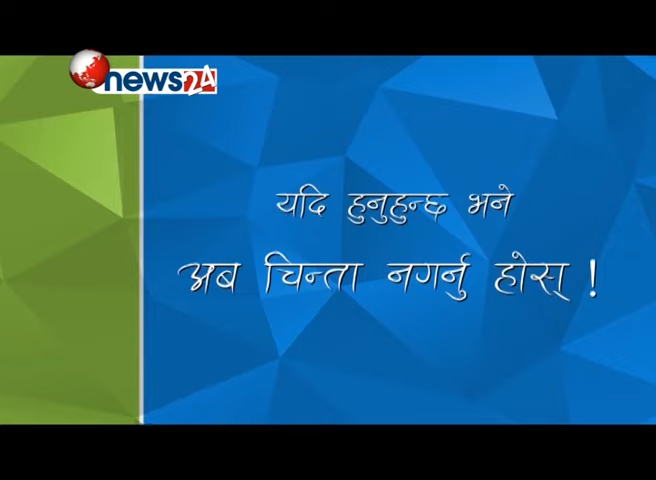 news24
यदि हुनुहुन्छ भने
अब चिन्ता नगर्नु होस् !